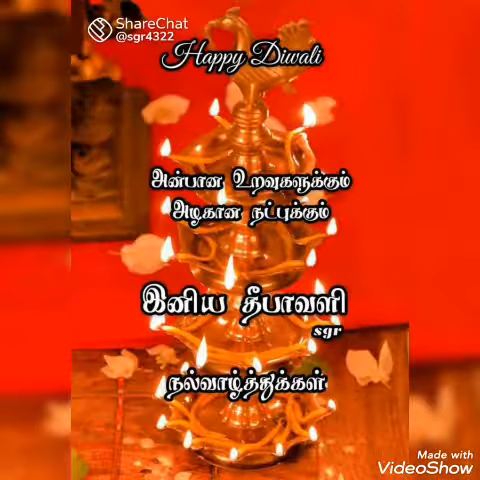 ShareChat
@sgr4322
Happy Diwali
அன்பான உறவுகளுக்கும்
அழகான நட்புக்கும்
இனிய தீபாவளி
sgr
நல்வாழ்த்துக்கள்
Made with
VideoShow